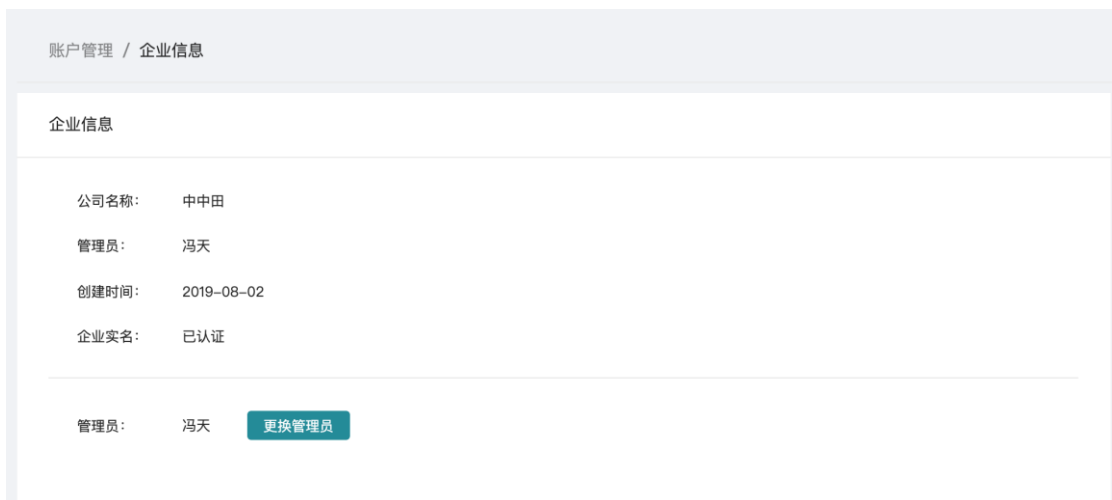 账户管理 / 企业信息
企业信息
公司名称： 中中田
管理员： 冯天
创建时间： 2019-08-02
企业实名： 已认证
管理员： 冯天 更换管理员